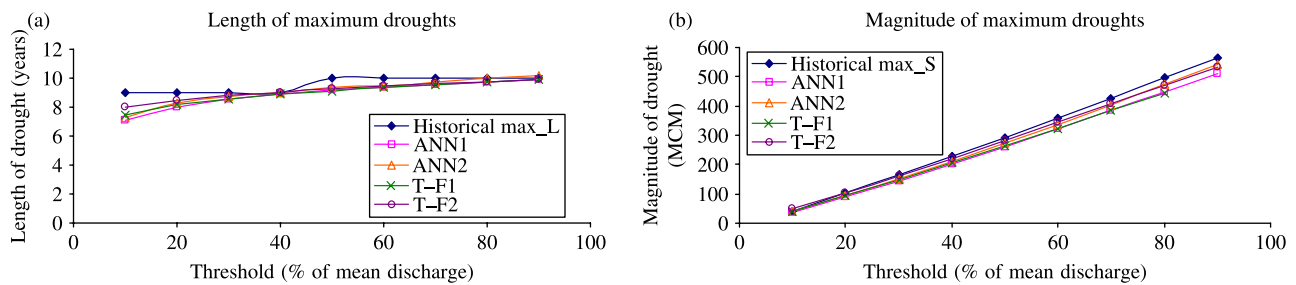 (a)
Length of maximum droughts
Length of drought (years)
12
10
8
6
4
2
0
Historical max_L
ANN1
ANN2
T–F1
T–F2
0
20
40
60
80
100
Threshold (% of mean discharge)
(b)
Magnitude of maximum droughts
Magnitude of drought
(MCM)
600
500
400
300
200
100
0
Historical max_S
ANN1
ANN2
T–F1
T–F2
0
20
40
60
80
100
Threshold (% of mean discharge)